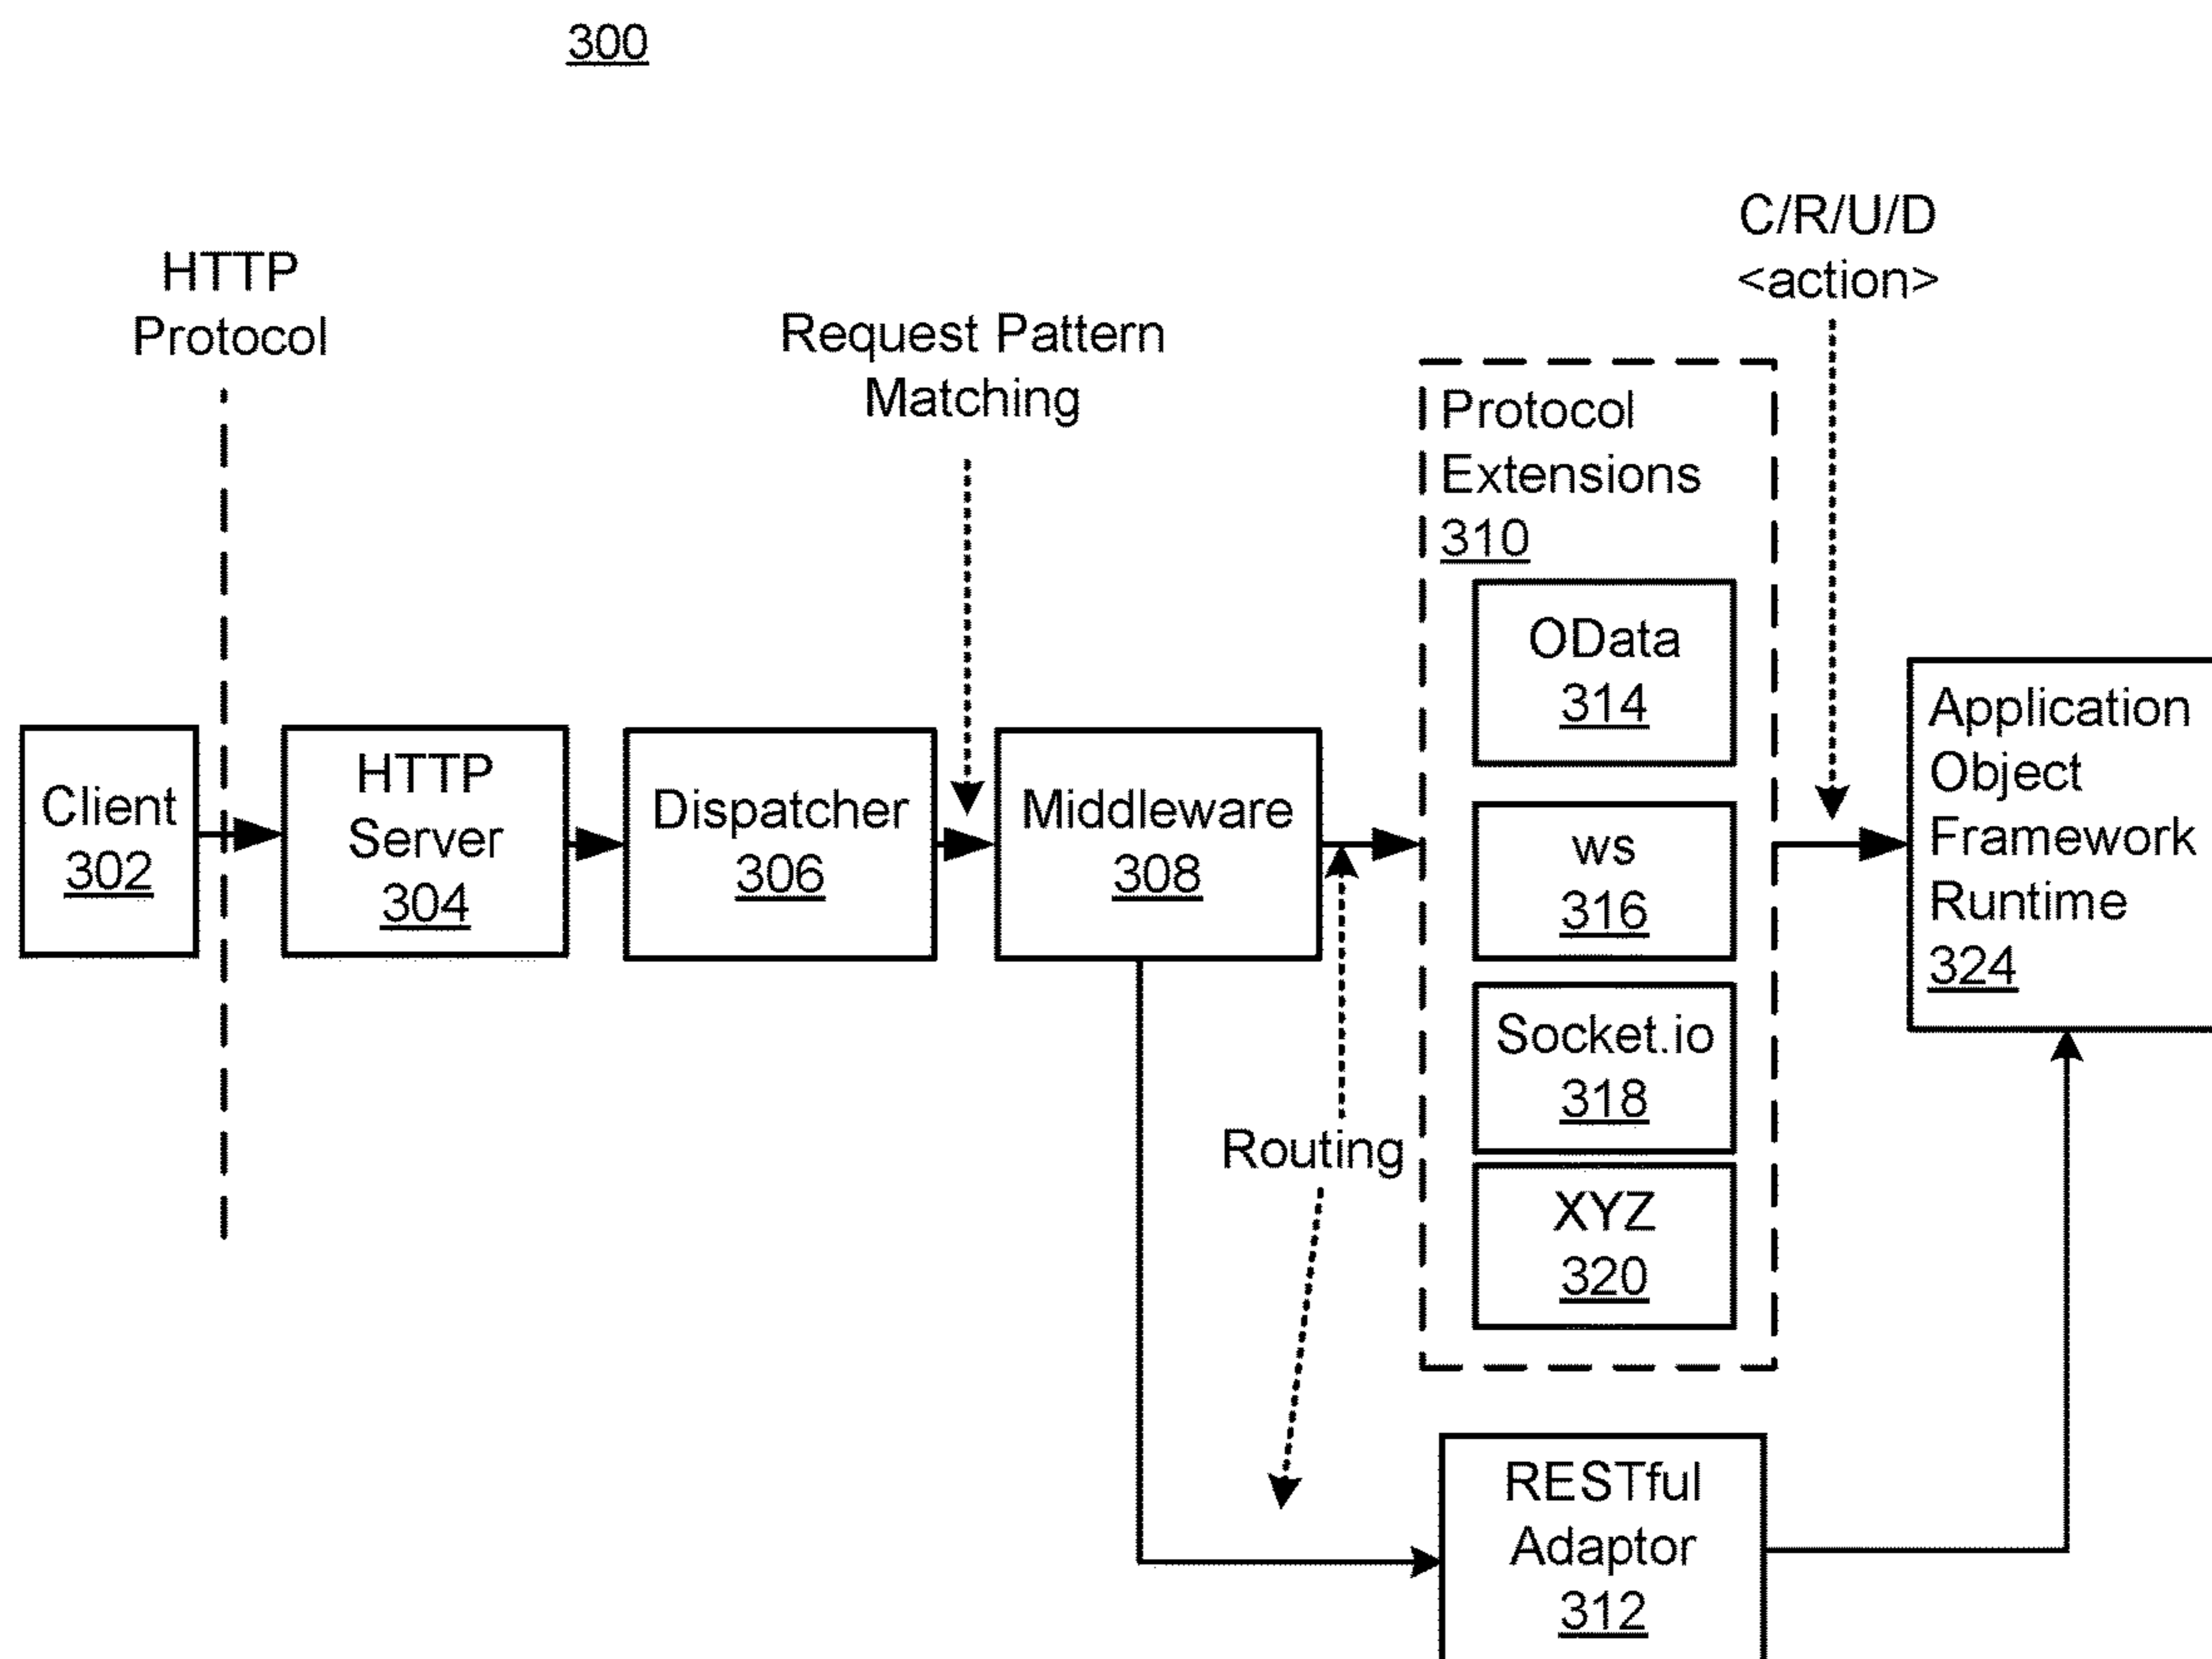 300
HTTP
Protocol
Request Pattern
Matching
C/R/U/D
<action>
Client
302
HTTP
Server
304
Dispatcher
306
Middleware
308
Routing
Protocol
Extensions
310
OData
314
ws
316
Socket.io
318
XYZ
320
RESTful
Adaptor
312
Application
Object
Framework
Runtime
324